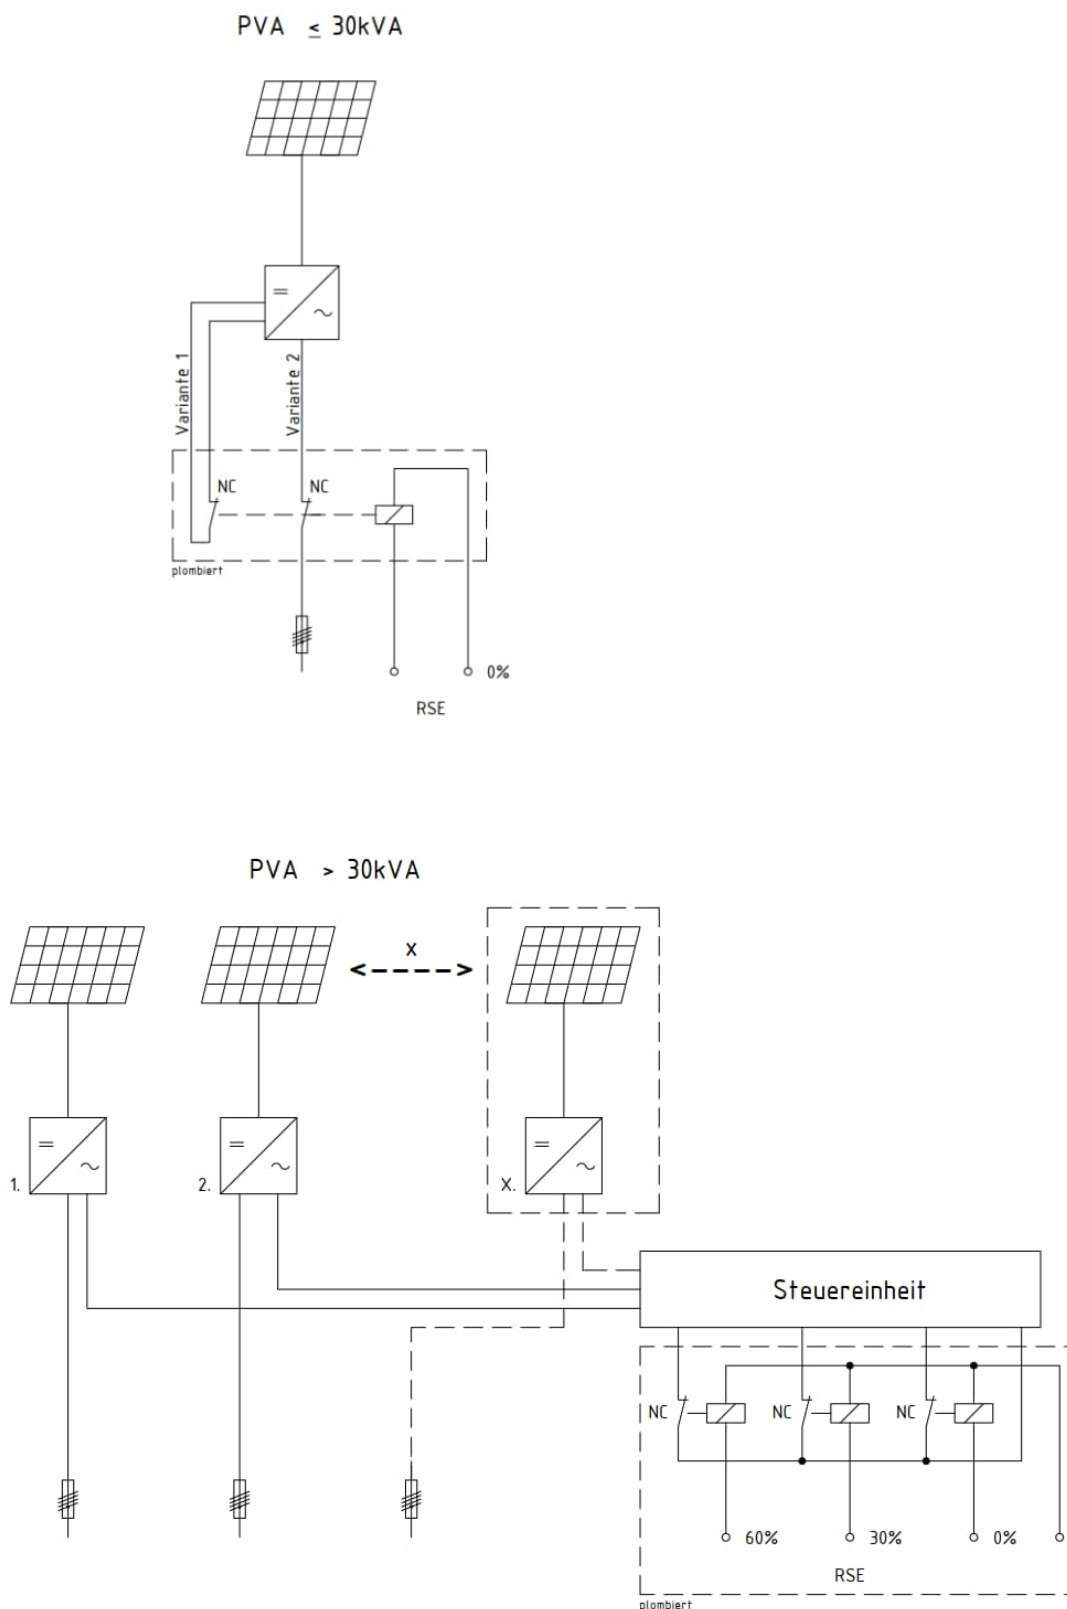 PVA ≤ 30kVA
Variante 1
Variante 2
NC
NC
plombiert
0%
RSE
PVA > 30kVA
x
1.
2.
X.
Steuereinheit
NC
NC
NC
60%
30%
0%
RSE
plombiert